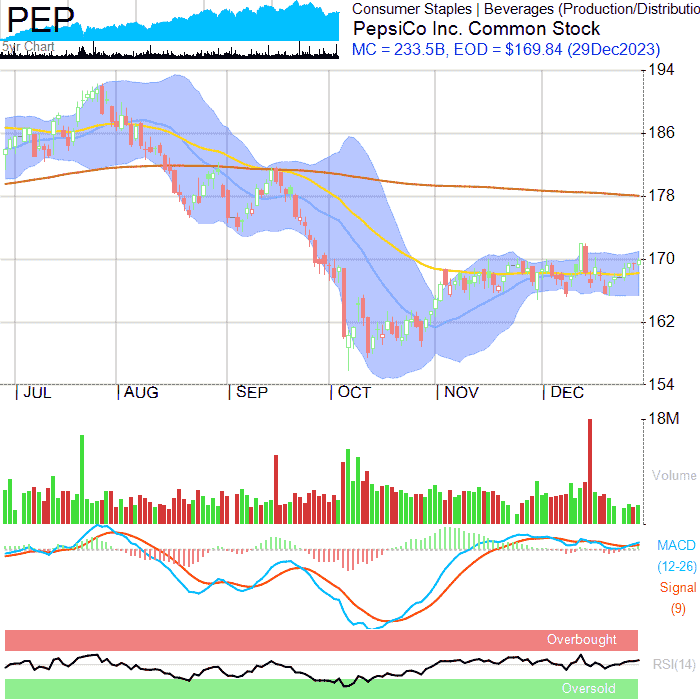 PEP
5yr Chart
Consumer Staples | Beverages (Production/Distributio
PepsiCo Inc. Common Stock
MC = 233.5B, EOD = $169.84 (29Dec2023)
194
186
178
170
162
154
JUL AUG SEP OCT NOV DEC
18M
Volume
MACD
(12-26)
Signal
(9)
Overbought
RSI(14)
Oversold